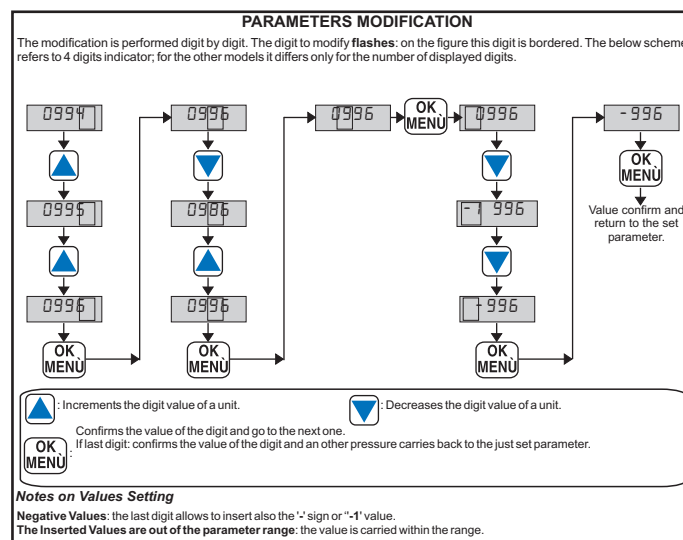 PARAMETERS MODIFICATION
The modification is performed digit by digit. The digit to modify flashes: on the figure this digit is bordered. The below scheme
refers to 4 digits indicator; for the other models it differs only for the number of displayed digits.
0994
0995
0996
OK
MENÙ
0996
0986
0996
OK
MENÙ
0996
OK
MENÙ
0996
-1 996
-996
OK
MENÙ
-996
OK
MENÙ
Value confirm and
return to the set
parameter.
: Increments the digit value of a unit.
: Decreases the digit value of a unit.
OK
MENÙ
:
Confirms the value of the digit and go to the next one.
If last digit: confirms the value of the digit and an other pressure carries back to the just set parameter.
Notes on Values Setting
Negative Values: the last digit allows to insert also the '-' sign or "-1' value.
The Inserted Values are out of the parameter range: the value is carried within the range.